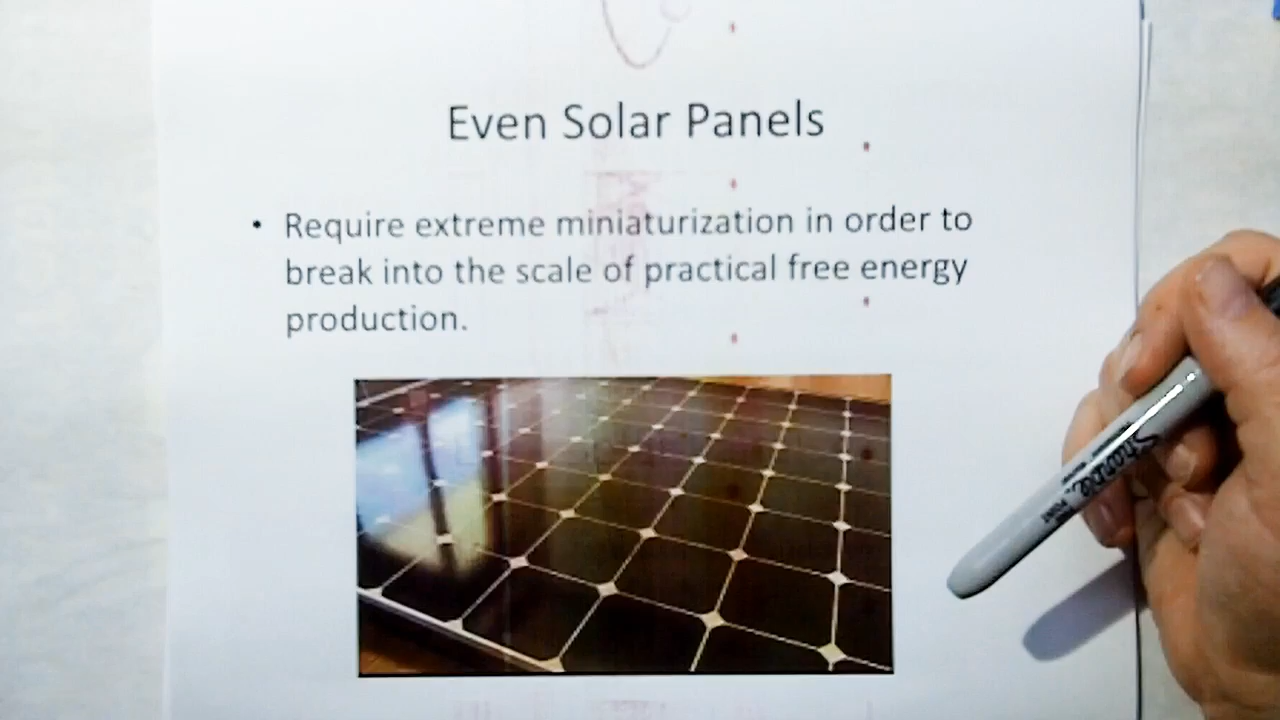 Even Solar Panels
• Require extreme miniaturization in order to
break into the scale of practical free energy
production.
Sharpie